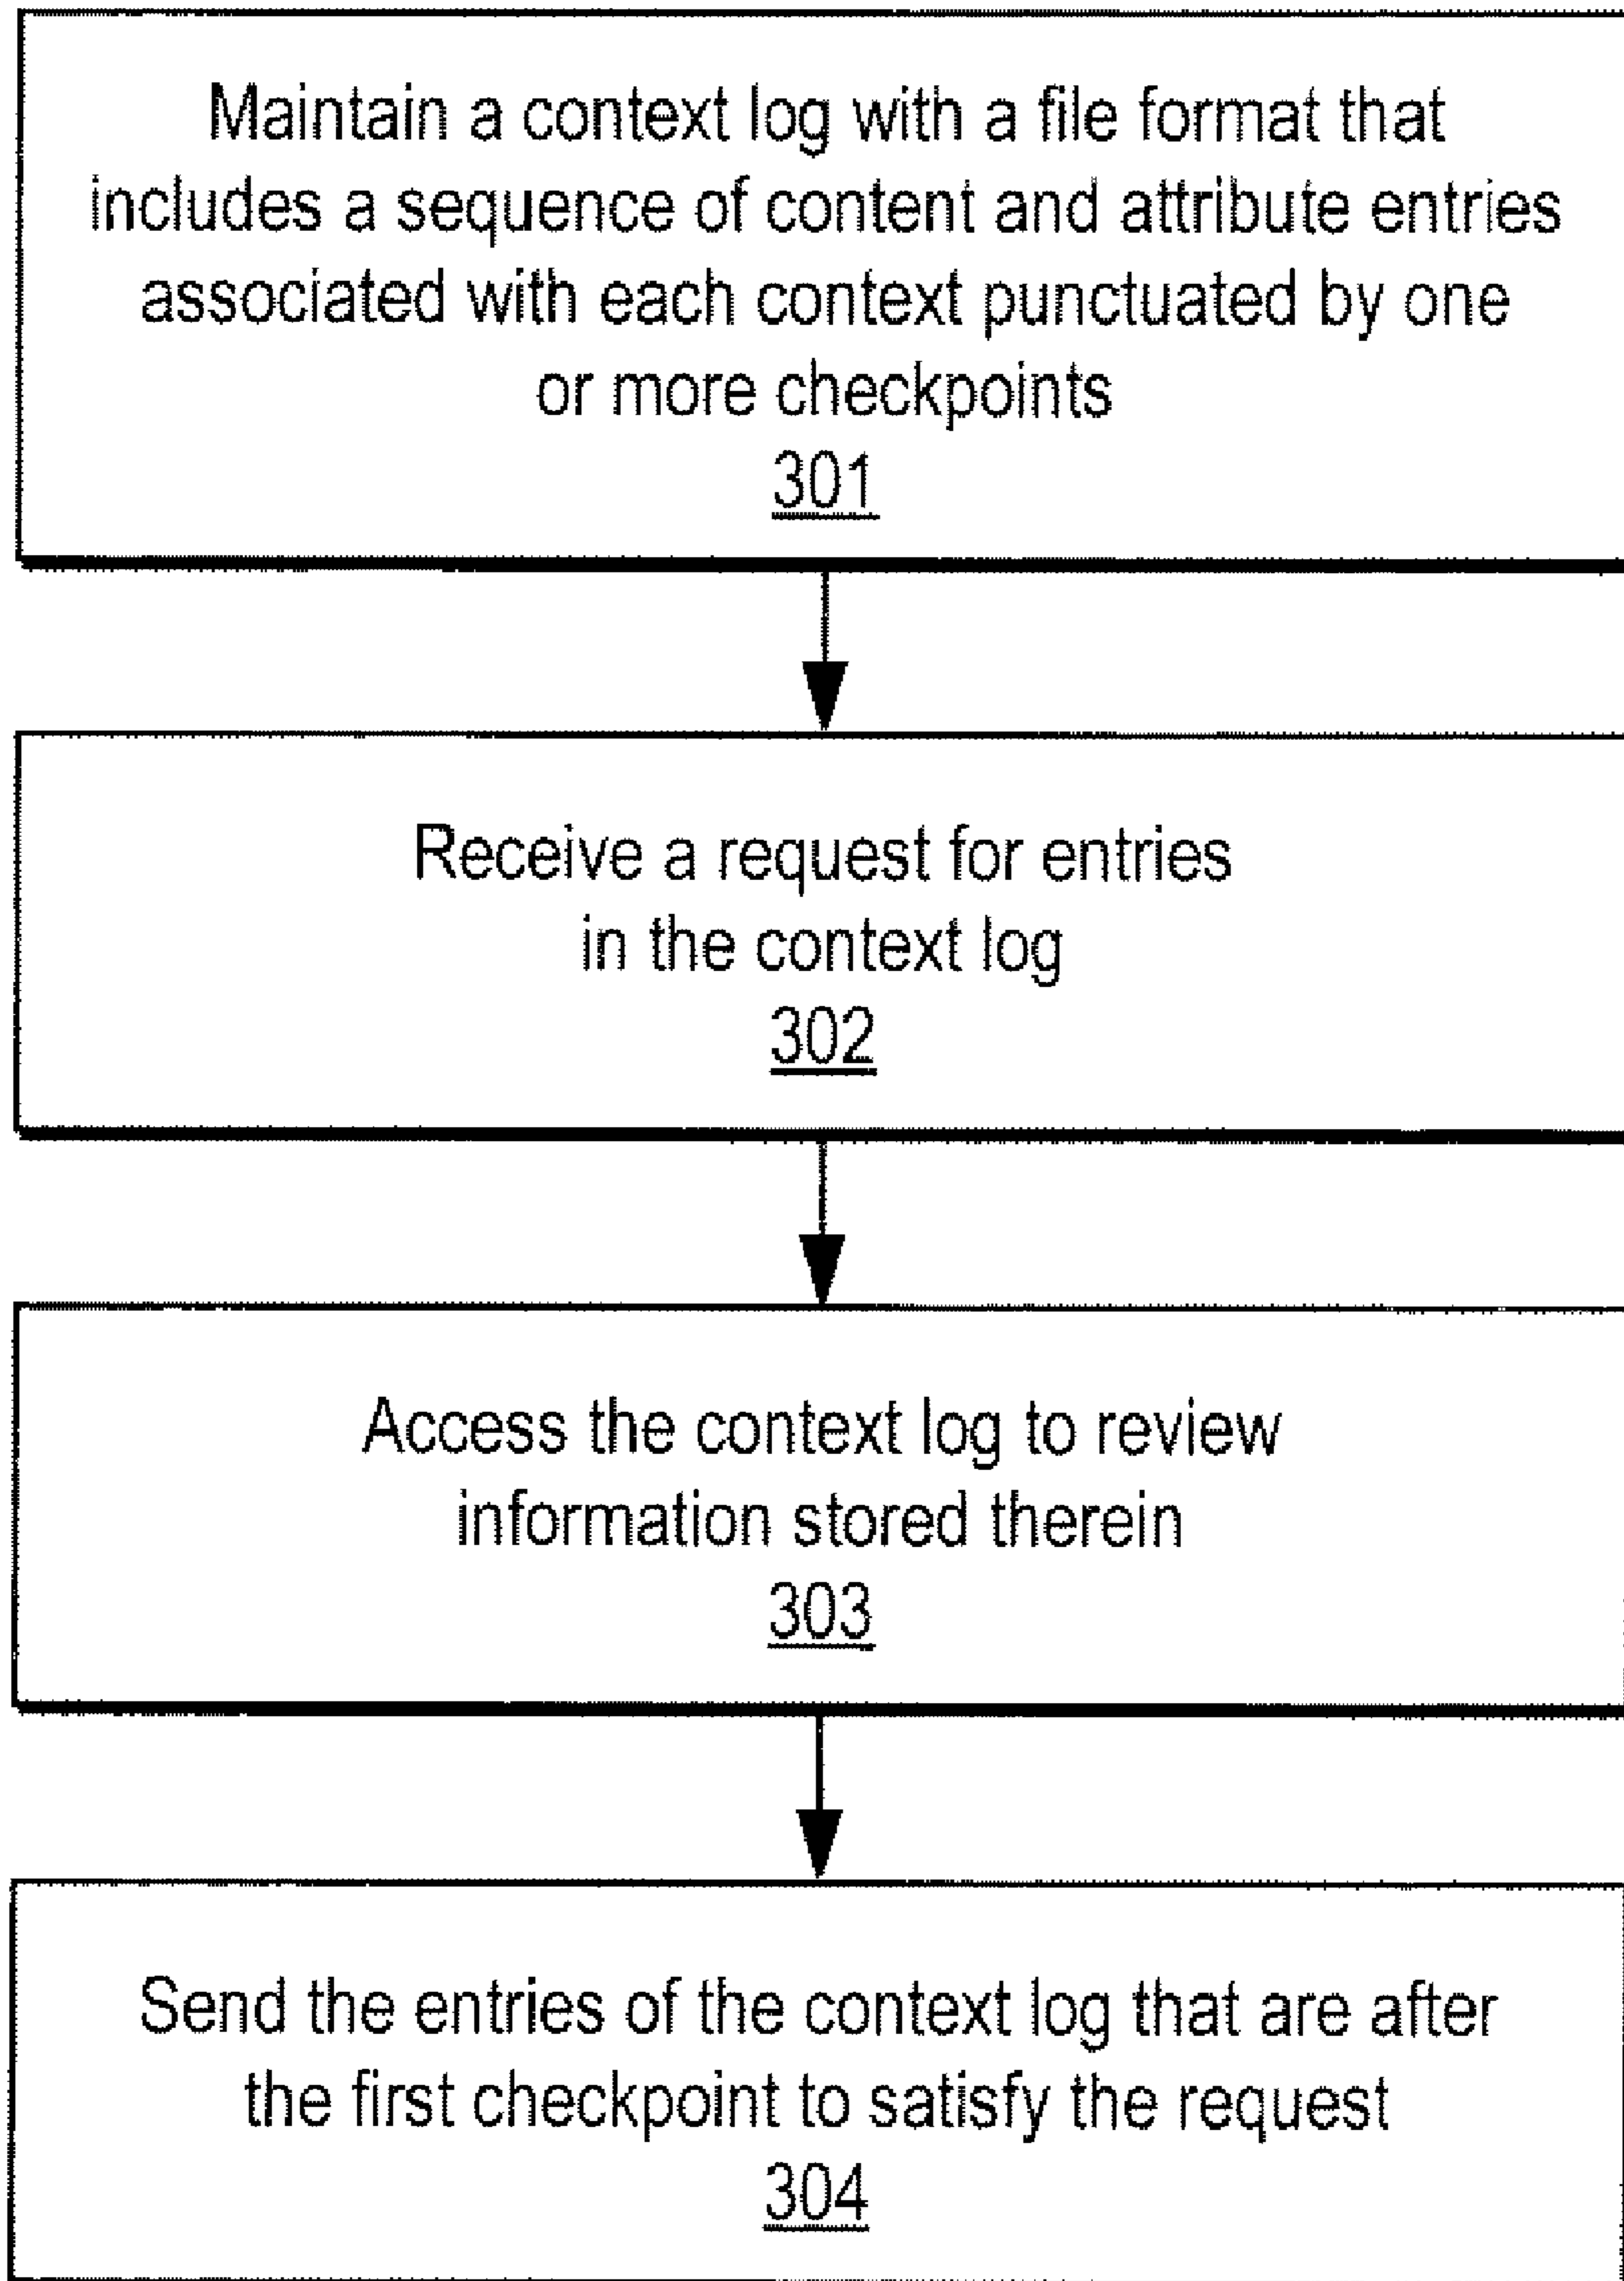 Maintain a context log with a file format that
includes a sequence of content and attribute entries
associated with each context punctuated by one
or more checkpoints
301
Receive a request for entries
in the context log
302
Access the context log to review
information stored therein
303
Send the entries of the context log that are after
the first checkpoint to satisfy the request
304